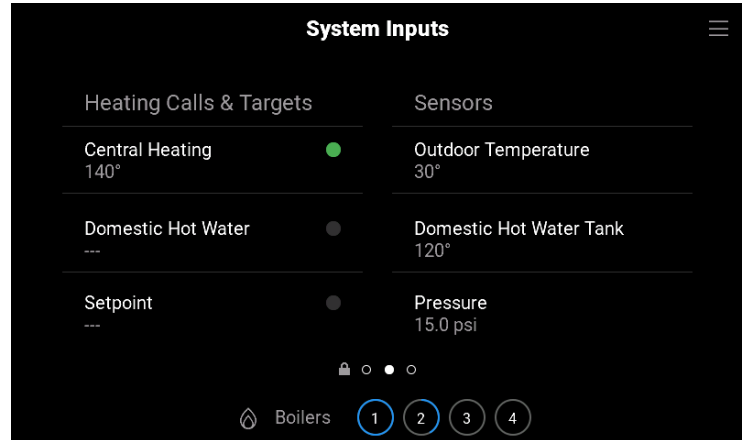 System Inputs
Heating Calls & Targets
Central Heating
140°
Domestic Hot Water
---
Setpoint
---
Sensors
Outdoor Temperature
30°
Domestic Hot Water Tank
120°
Pressure
15.0 psi
Boilers 1 2 3 4